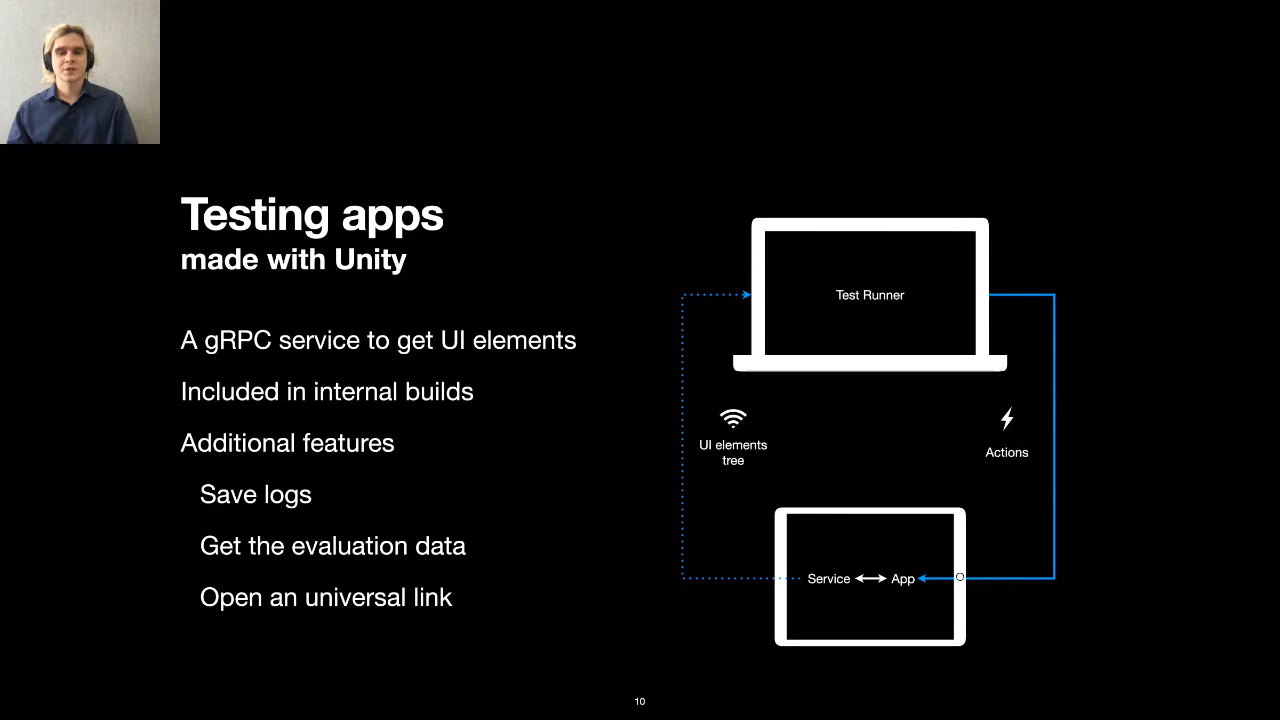 Testing apps
made with Unity
A gRPC service to get UI elements
Included in internal builds
Additional features
Save logs
Get the evaluation data
Open an universal link
Test Runner
UI elements
tree
Actions
Service
App
10